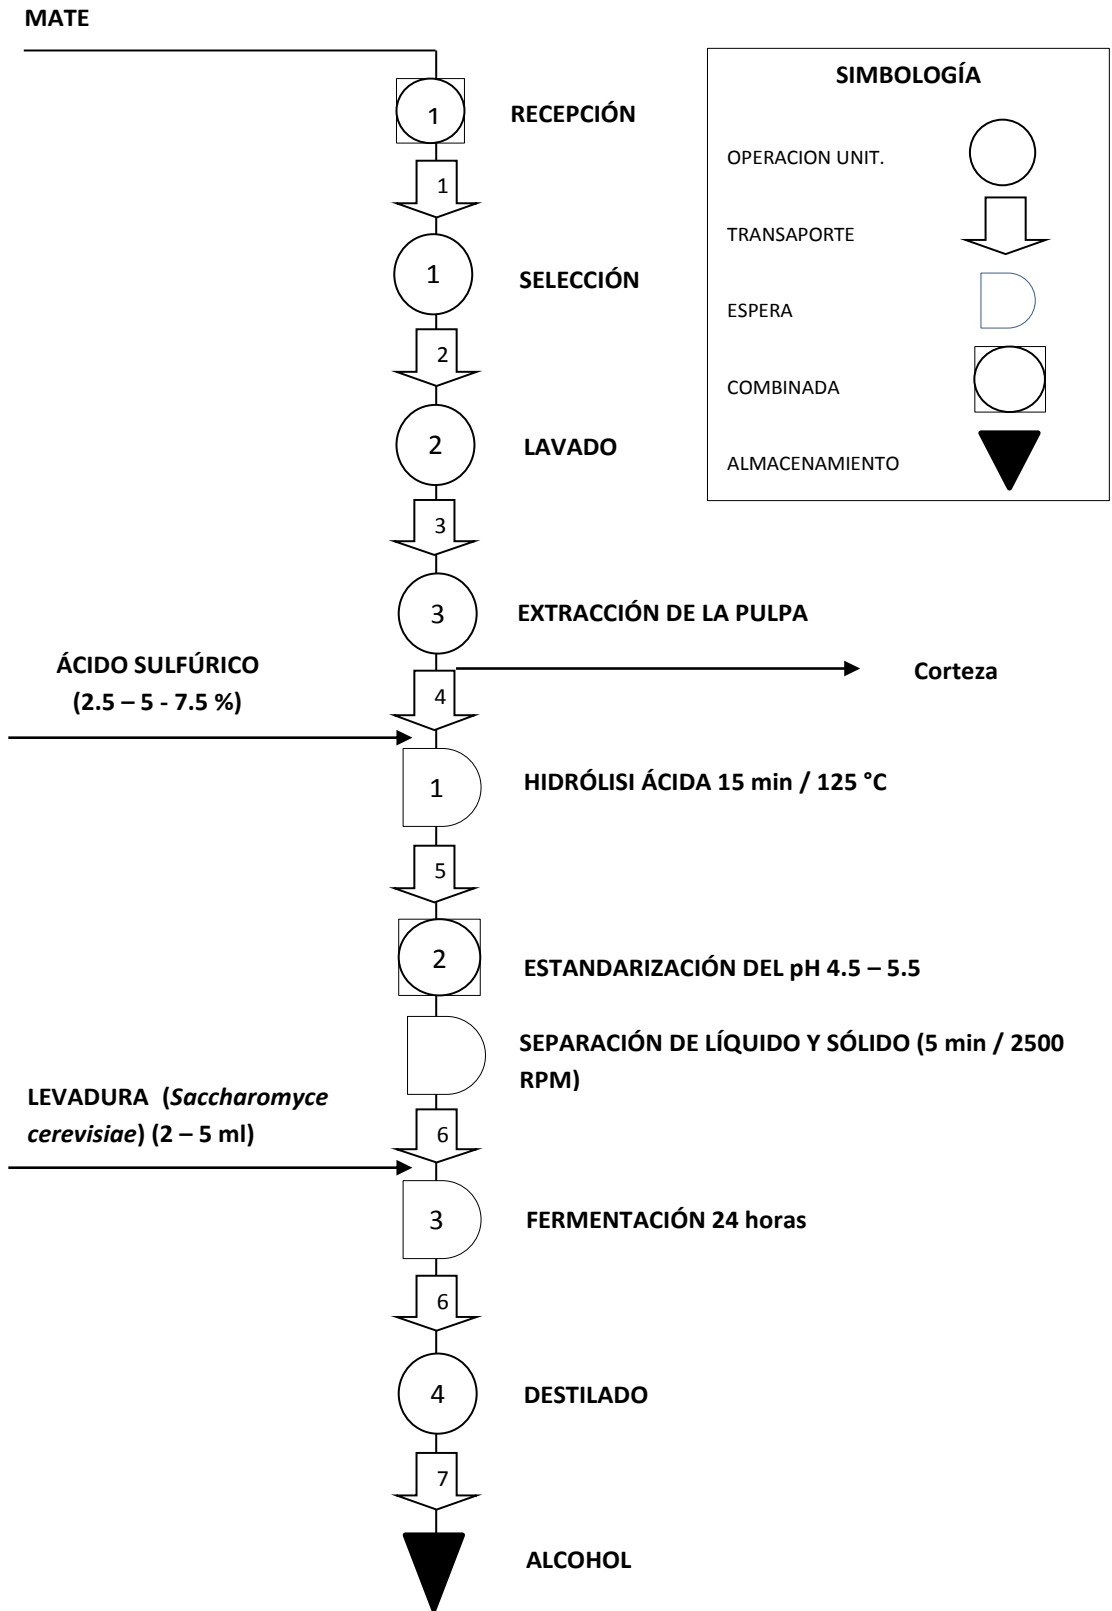 MATE
SIMBOLOGÍA
OPERACION UNIT.
TRANSAPORTE
ESPERA
COMBINADA
ALMACENAMIENTO
1
RECEPCIÓN
1
1
SELECCIÓN
2
2
LAVADO
3
3
EXTRACCIÓN DE LA PULPA
Corteza
4
ÁCIDO SULFÚRICO
(2.5 – 5 - 7.5 %)
1
HIDRÓLISI ÁCIDA 15 min / 125 °C
5
2
ESTANDARIZACIÓN DEL pH 4.5 – 5.5
SEPARACIÓN DE LÍQUIDO Y SÓLIDO (5 min / 2500
RPM)
LEVADURA (Saccharomyce
cerevisiae) (2 – 5 ml)
6
3
FERMENTACIÓN 24 horas
6
4
DESTILADO
7
ALCOHOL